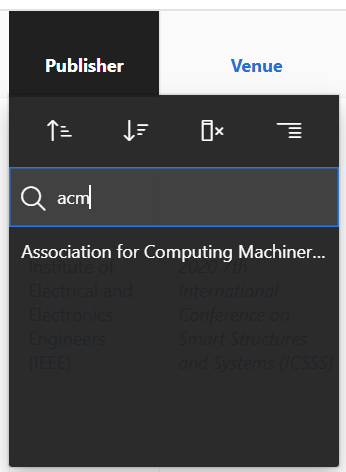 Publisher Venue
acm
Association for Computing Machiner...
Institute of 2020 7th
Electrical and International
Electronics Conference on
Engineers Smart Structures
(IEEE) and Systems (ICSSS)